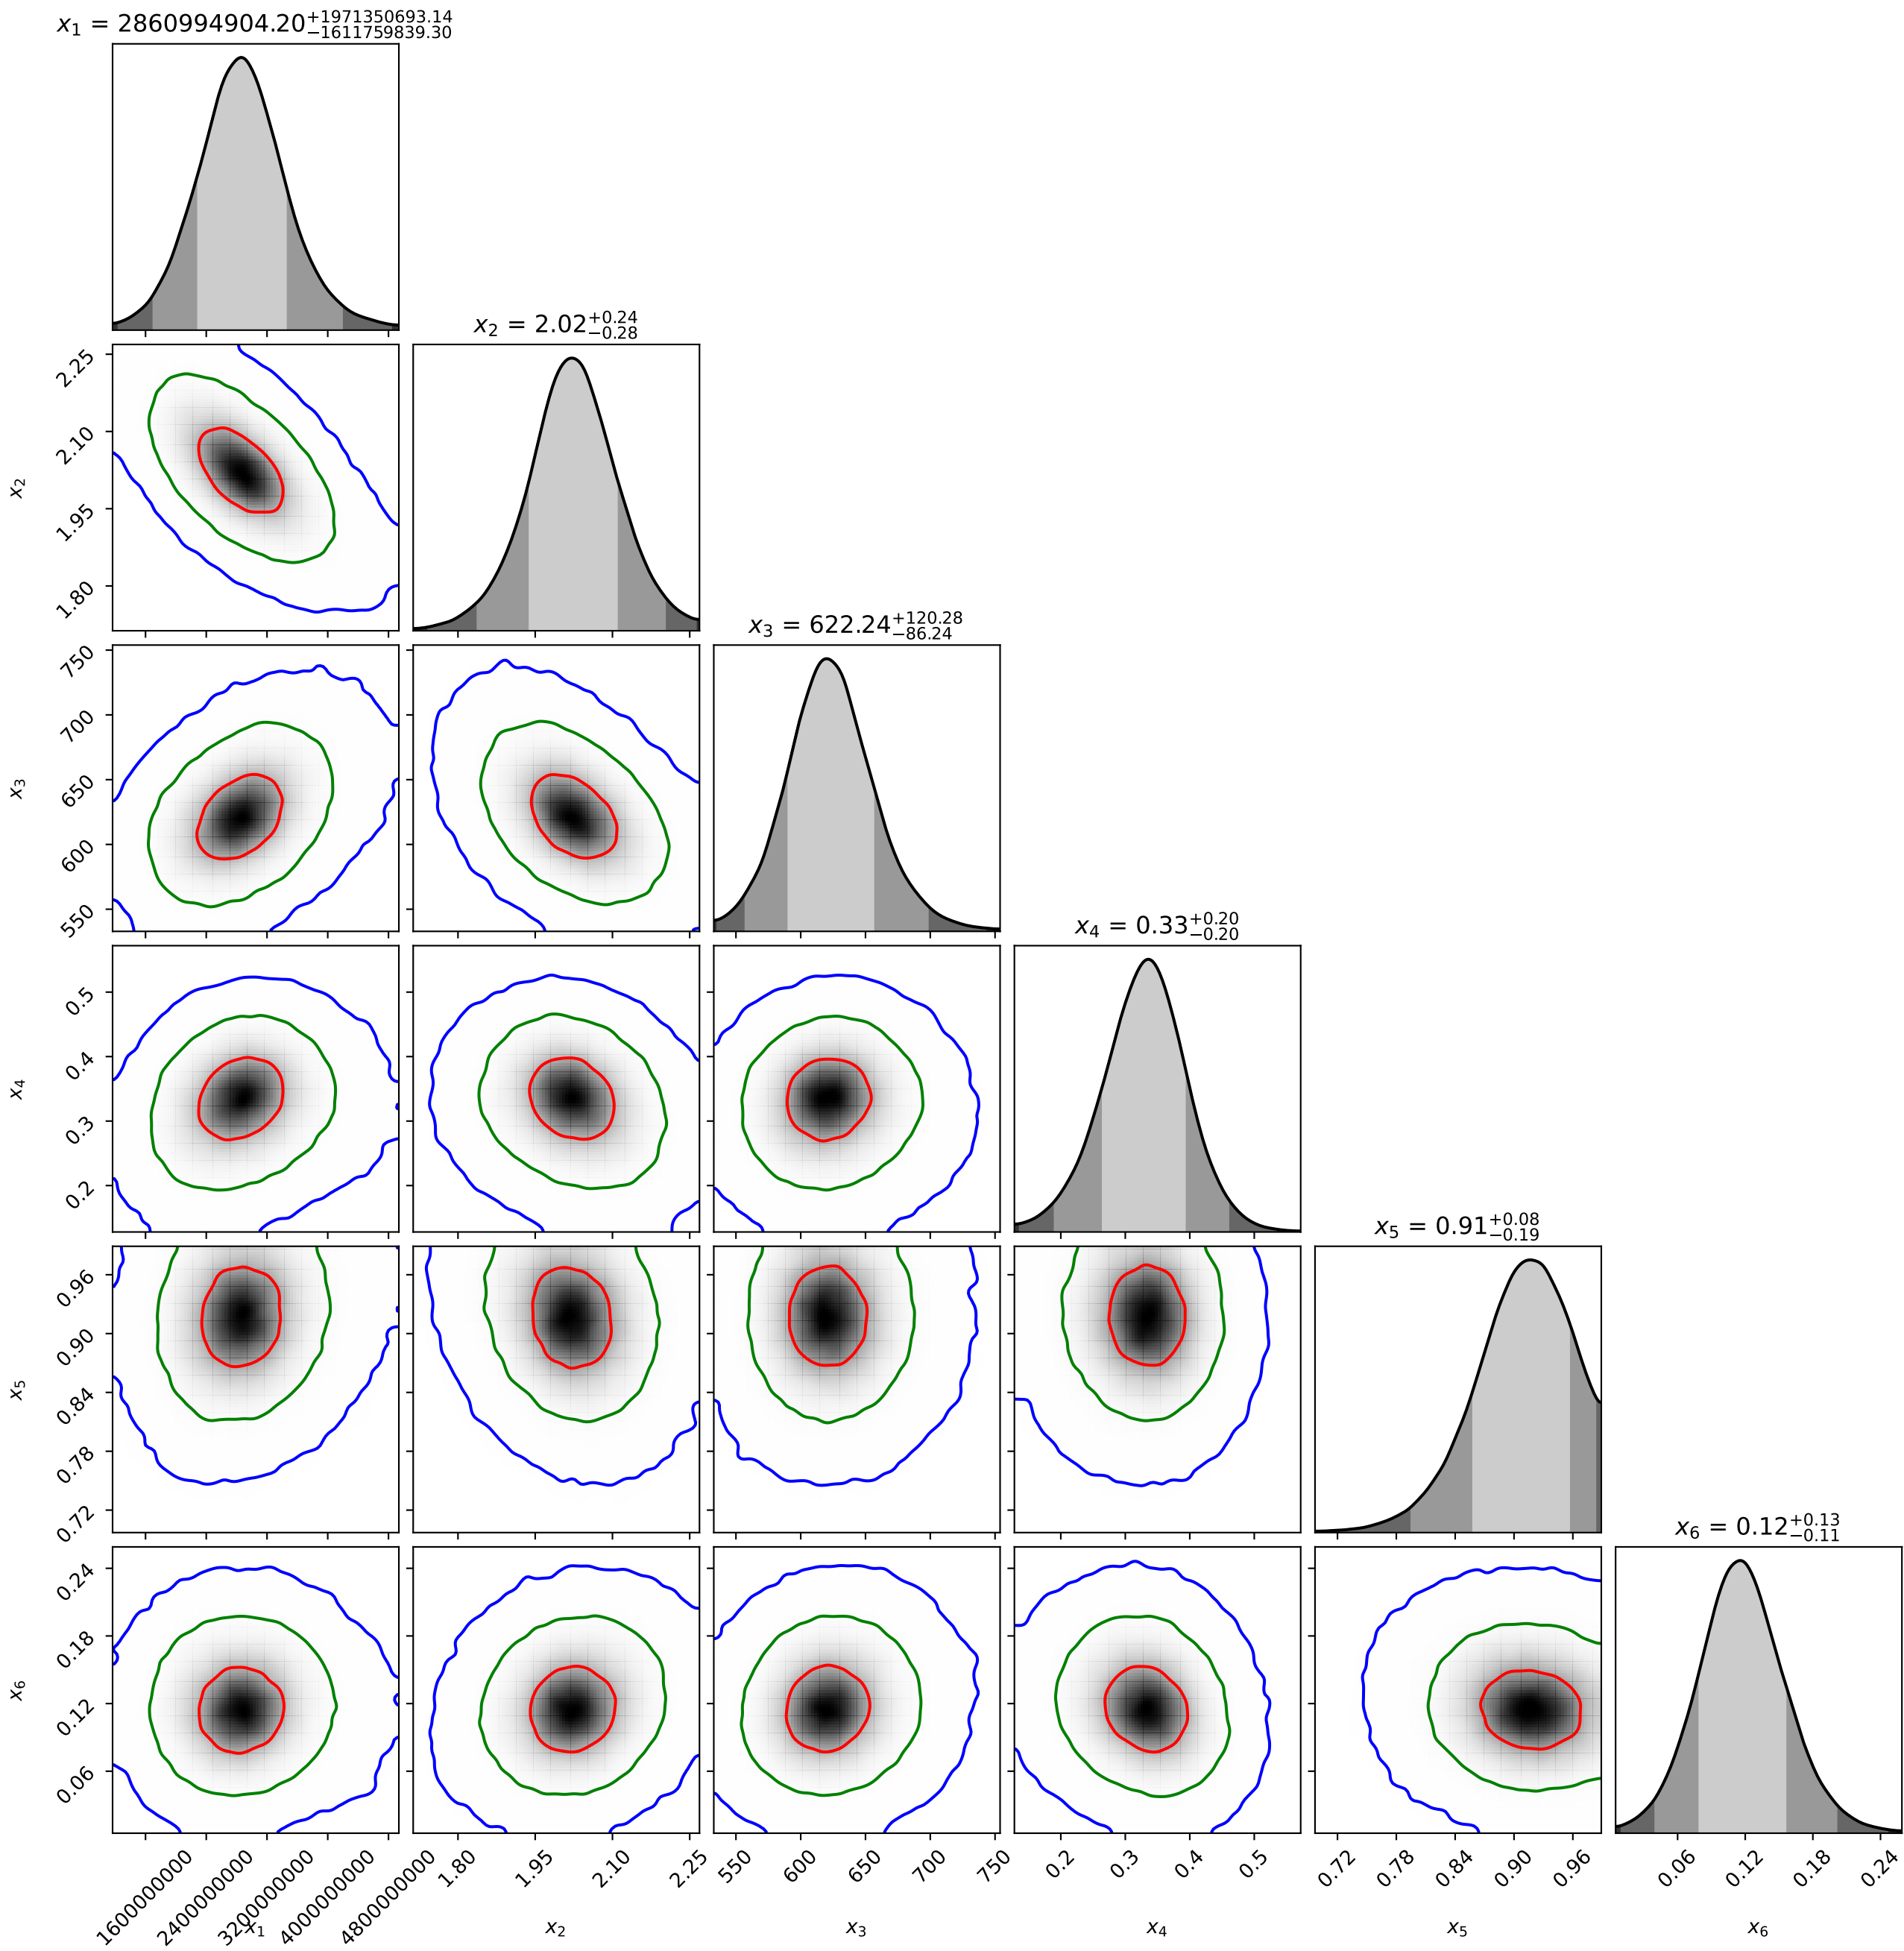 x₁ = 2860994904.20 +1971350693.14 −1611759839.30
x₂ = 2.02 +0.24 −0.28
2.25
2.10
1.95
1.80
x₂
x₃ = 622.24 +120.28 −86.24
750
700
650
600
550
x₃
x₄ = 0.33 +0.20 −0.20
0.5
0.4
0.3
0.2
x₄
x₅ = 0.91 +0.08 −0.19
0.96
0.90
0.84
0.78
0.72
x₅
x₆ = 0.12 +0.13 −0.11
0.24
0.18
0.12
0.06
x₆
1600000000 2400000000 3200000000 4000000000 4800000000 1.80 1.95 2.10 2.25 550 600 650 700 750 0.2 0.3 0.4 0.5 0.72 0.78 0.84 0.90 0.96 0.06 0.12 0.18 0.24
x₁ x₂ x₃ x₄ x₅ x₆